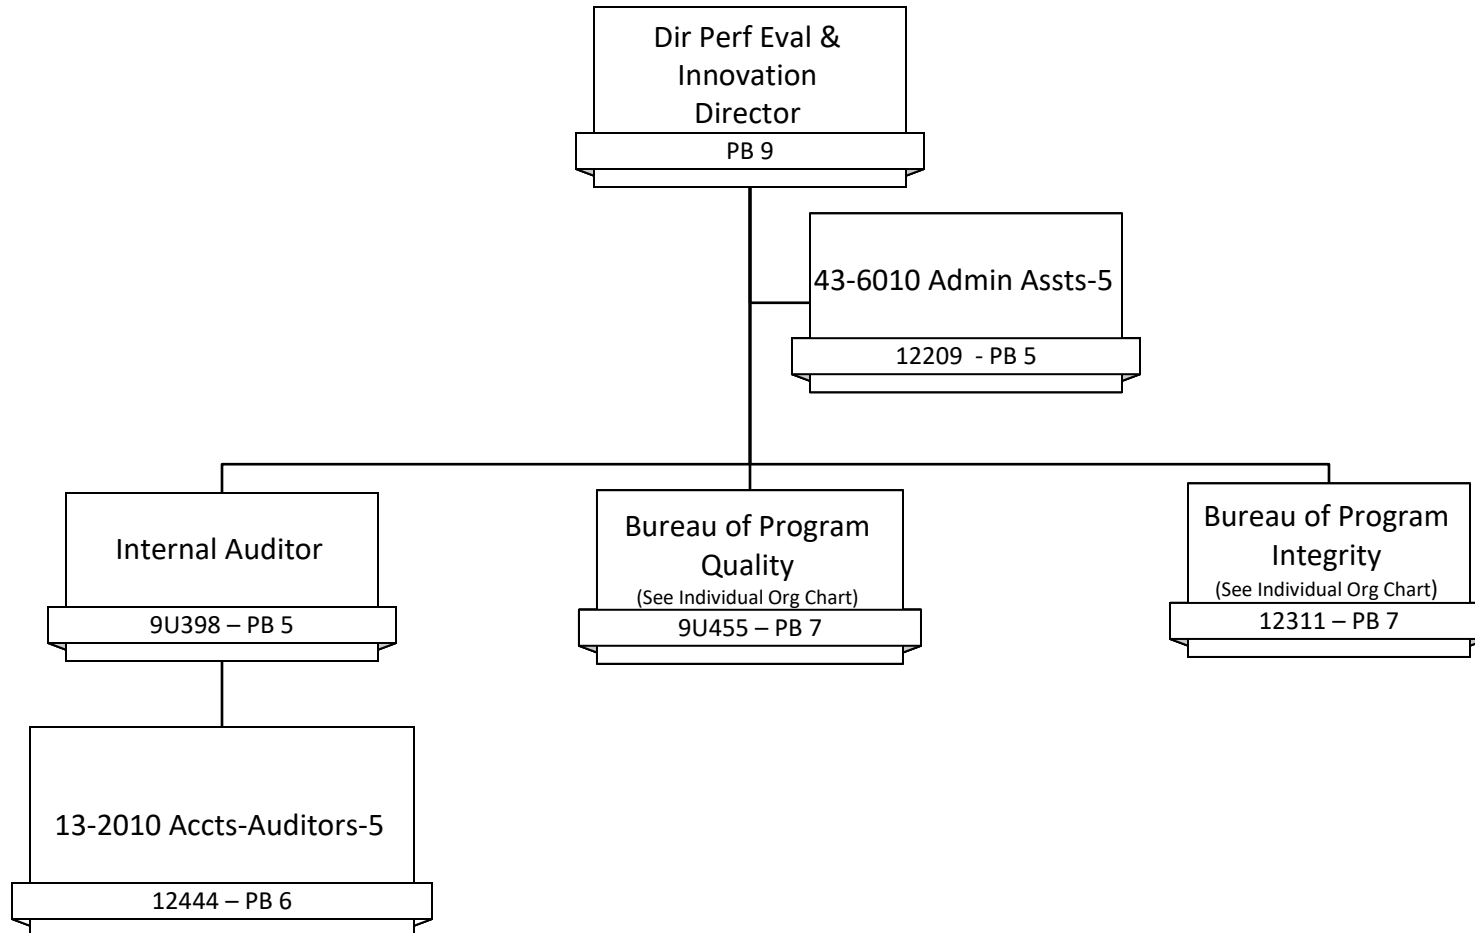 Dir Perf Eval &
Innovation
Director
PB 9
43-6010 Admin Assts-5
12209  - PB 5
Internal Auditor
9U398 – PB 5
Bureau of Program
Quality
(See Individual Org Chart)
9U455 – PB 7
Bureau of Program
Integrity
(See Individual Org Chart)
12311 – PB 7
13-2010 Accts-Auditors-5
12444 – PB 6